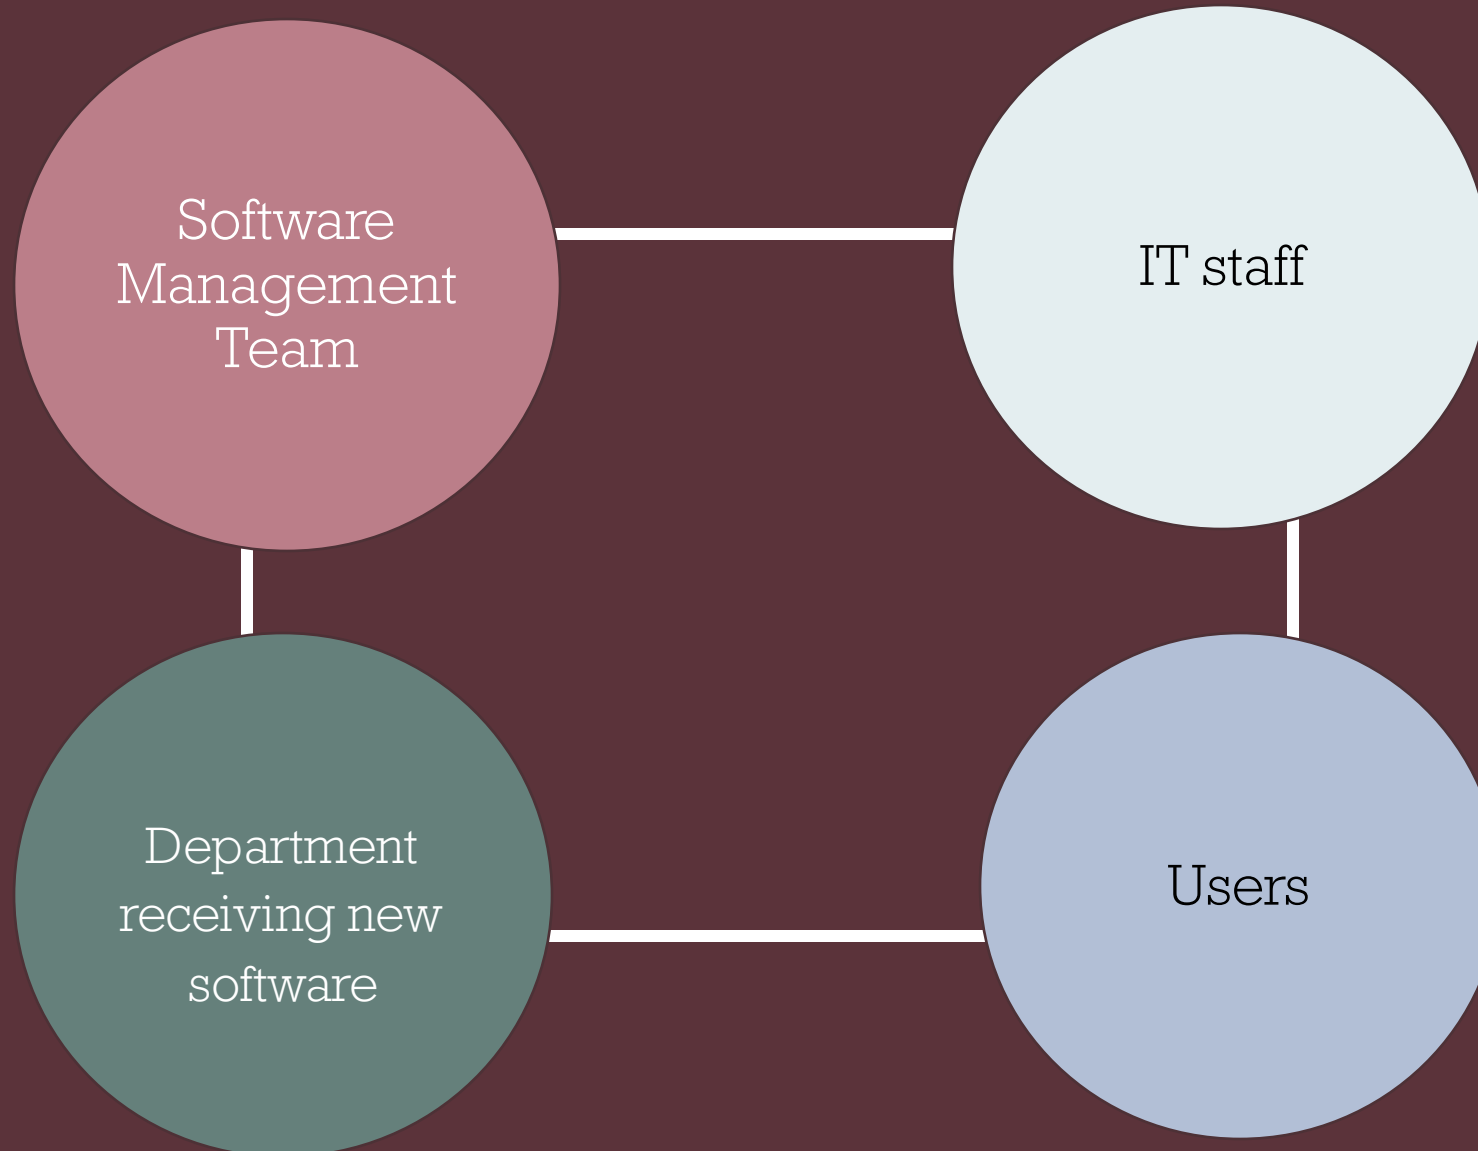 Software
Management
Team
IT staff
Department
receiving new
software
Users